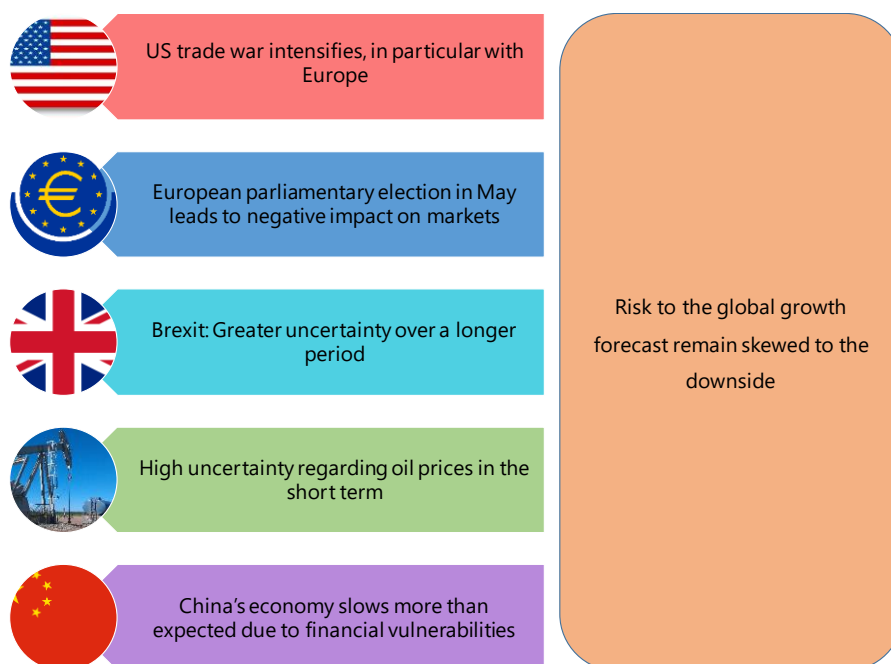 US trade war intensifies, in particular with
Europe
European parliamentary election in May
leads to negative impact on markets
Brexit: Greater uncertainty over a longer
period
High uncertainty regarding oil prices in the
short term
China’s economy slows more than
expected due to financial vulnerabilities
Risk to the global growth
forecast remain skewed to the
downside